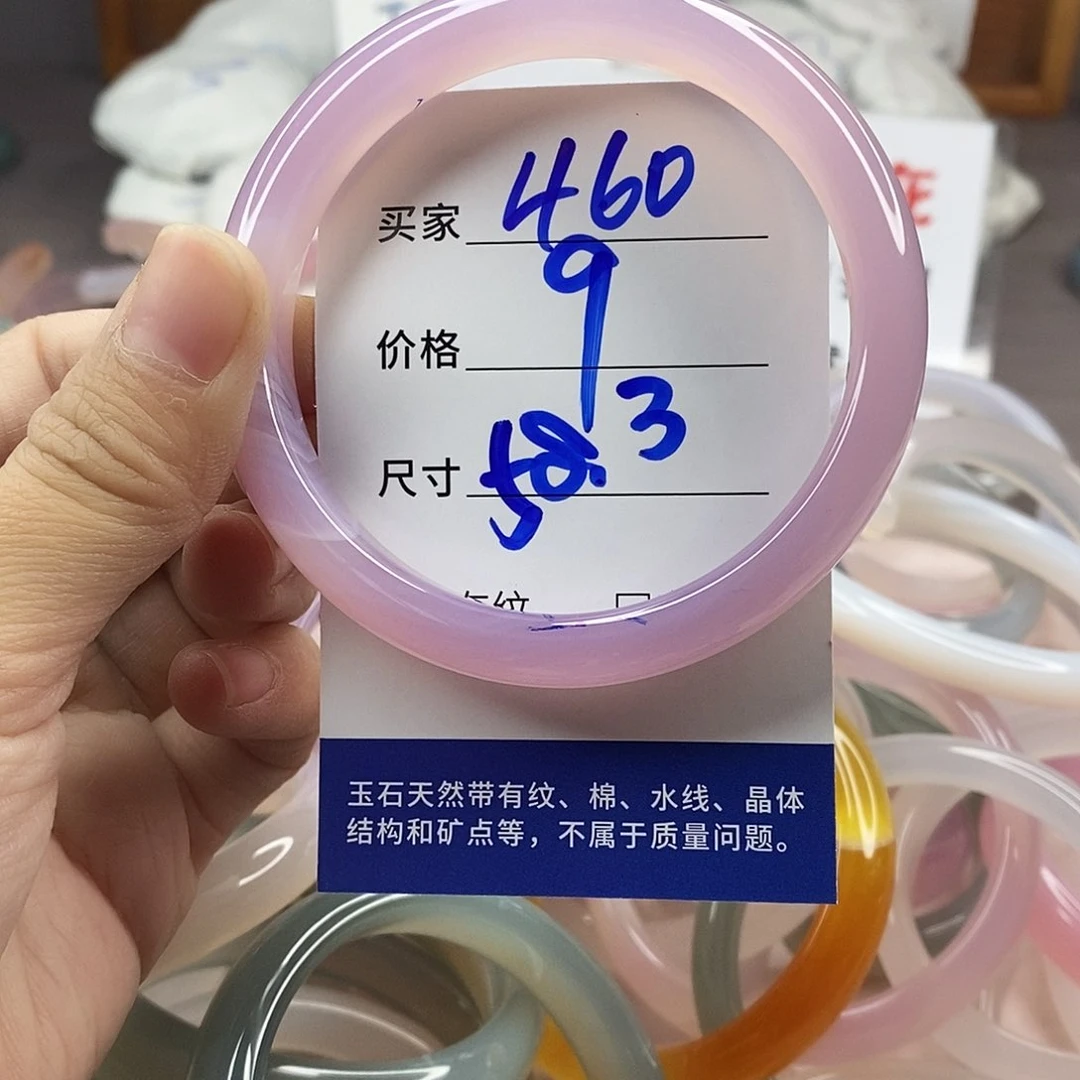 买家 460
价格 9
尺寸 58.3
玉石天然带有纹、棉、水线、晶体
结构和矿点等，不属于质量问题。